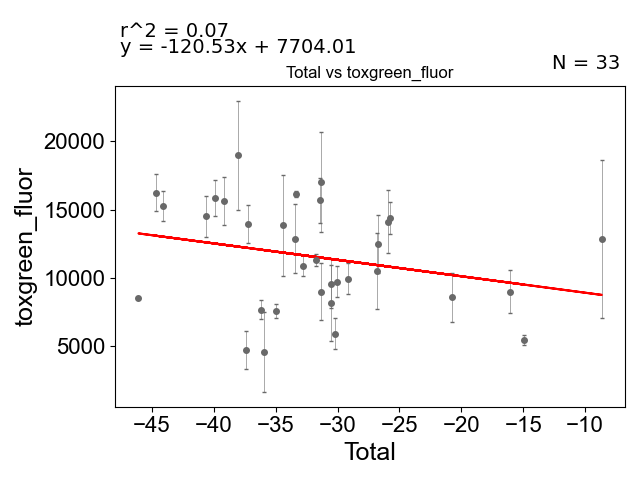 r^2 = 0.07
y = -120.53x + 7704.01
N = 33
Total vs toxgreen_fluor
toxgreen_fluor
20000
15000
10000
5000
−45 −40 −35 −30 −25 −20 −15 −10
Total